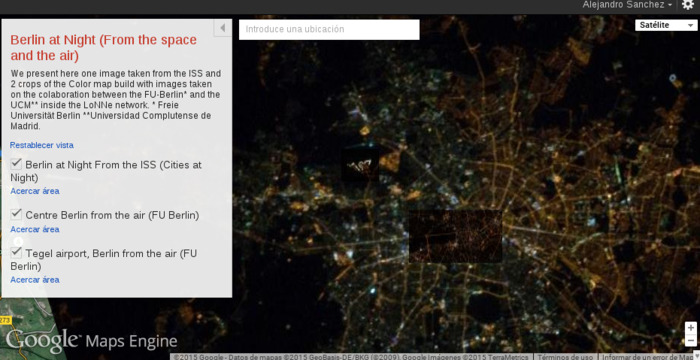 Alejandro Sanchez
Introduce una ubicación
Satélite
Berlin at Night (From the space
and the air)
We present here one image taken from the ISS and
2 crops of the Color map build with images taken
on the colaboration between the FU-Berlin* and the
UCM** inside the LoNNe network. * Freie
Universität Berlin **Universidad Complutense de
Madrid.
Restablecer vista
Berlin at Night From the ISS (Cities at
Night)
Acercar área
Centre Berlin from the air (FU Berlin)
Acercar área
Tegel airport, Berlin from the air (FU
Berlin)
Acercar área
273
Google Maps Engine
©2015 Google - Datos de mapas ©2015 GeoBasis-DE/BKG (©2009), Google Imágenes ©2015 TerraMetrics Términos de uso Informar de un error de Map